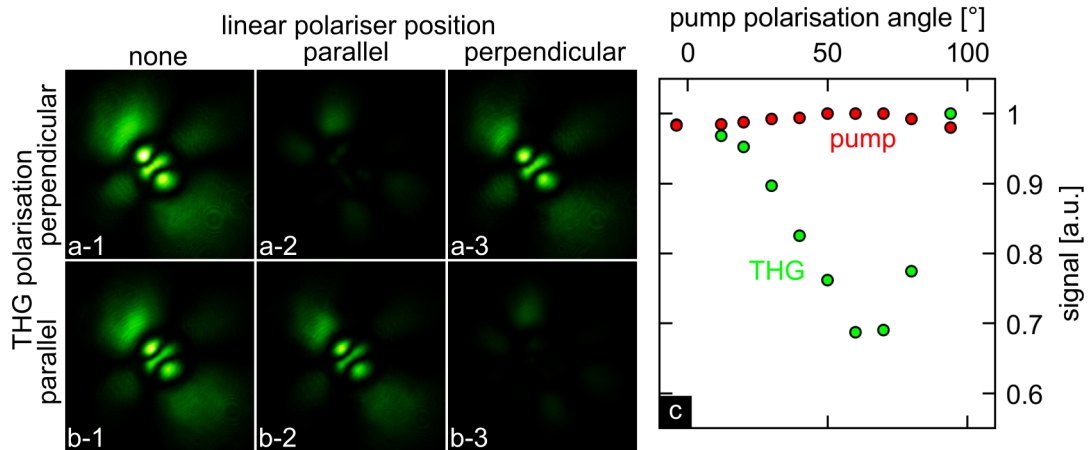 linear polariser position
none parallel perpendicular
THG polarisation
perpendicular
parallel
a-1 a-2 a-3
b-1 b-2 b-3
pump polarisation angle [°]
0 50 100
1
pump
0.9
0.8
THG
0.7
0.6
signal [a.u.]
c